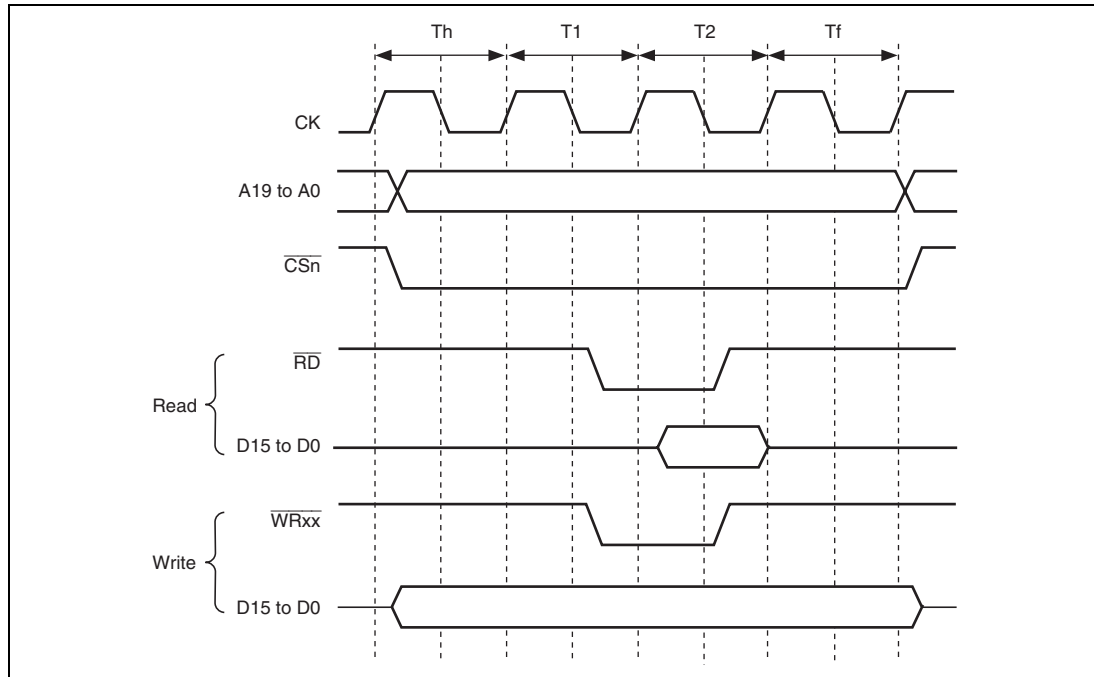 Th T1 T2 Tf
CK
A19 to A0
CSn
RD
Read
D15 to D0
WRxx
Write
D15 to D0